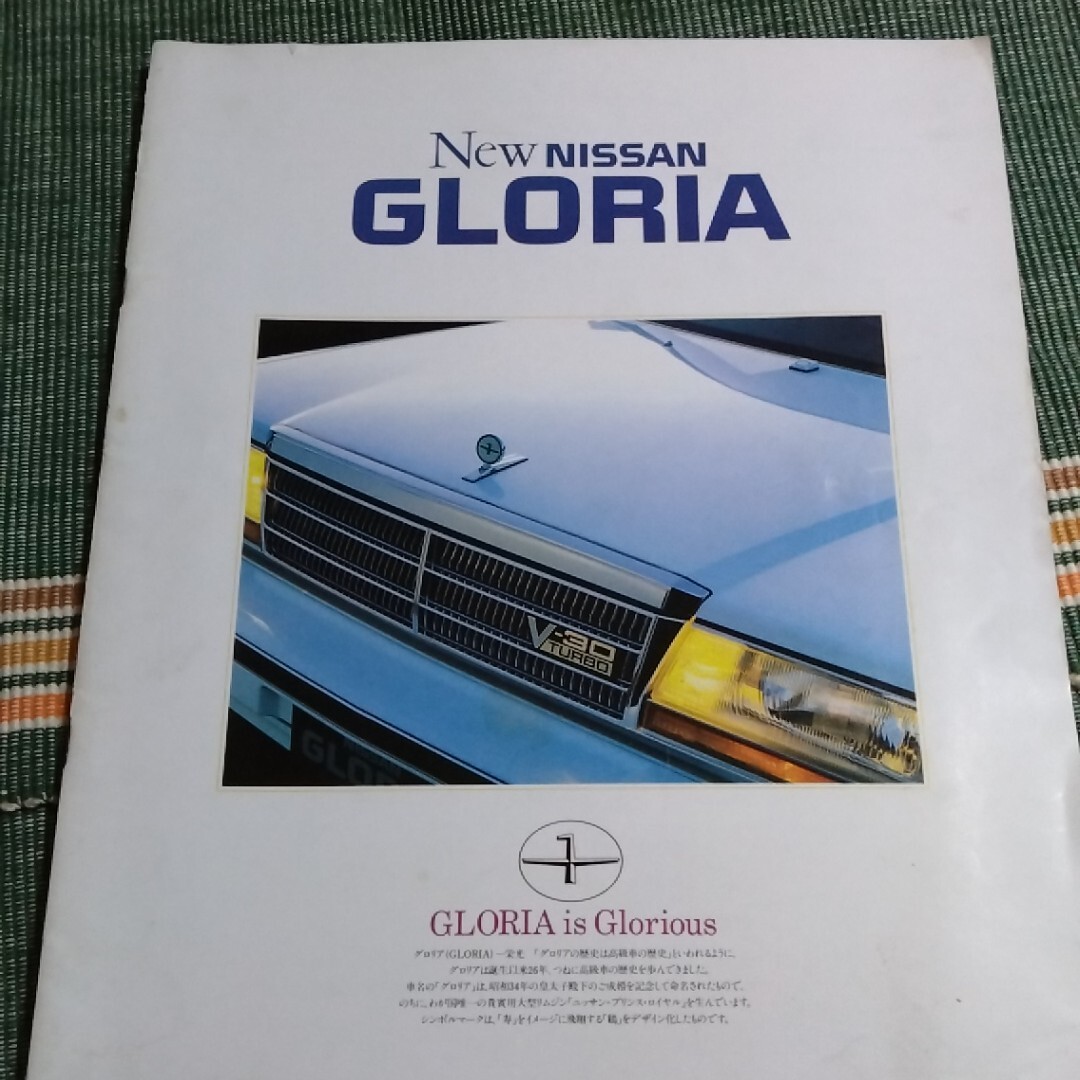 New NISSAN
GLORIA
V-30
TURBO
GLORIA
GLORIA is Glorious
グロリア(GLORIA)―栄光 「グロリアの歴史は高級車の歴史」といわれるように、
グロリアは誕生以来26年、つねに高級車の歴史を歩んできました。
車名の「グロリア」は、昭和34年の皇太子殿下のご成婚を記念して命名されたもので、
のちに、わが国唯一の貴賓用大型リムジン「ニッサン・プリンス・ロイヤル」を生んでいます。
シンボルマークは、「寿」をイメージに飛翔する「鶴」をデザイン化したものです。